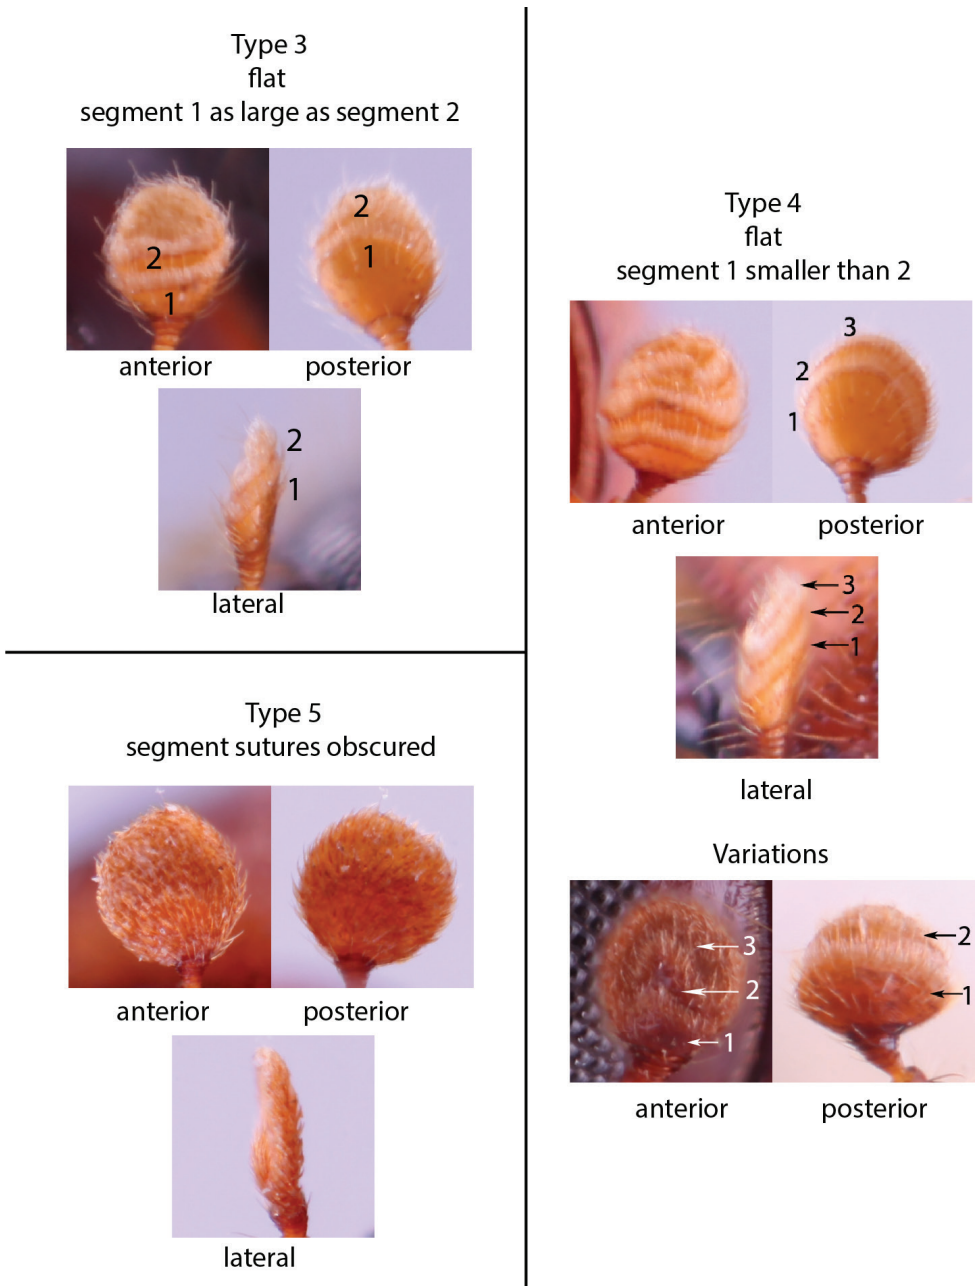 Type 3
flat
segment 1 as large as segment 2
2
1
2
1
anterior
posterior
2
1
lateral
Type 5
segment sutures obscured
anterior
posterior
lateral
Type 4
flat
segment 1 smaller than 2
3
2
1
anterior
posterior
3
2
1
lateral
Variations
3
2
1
2
1
anterior
posterior